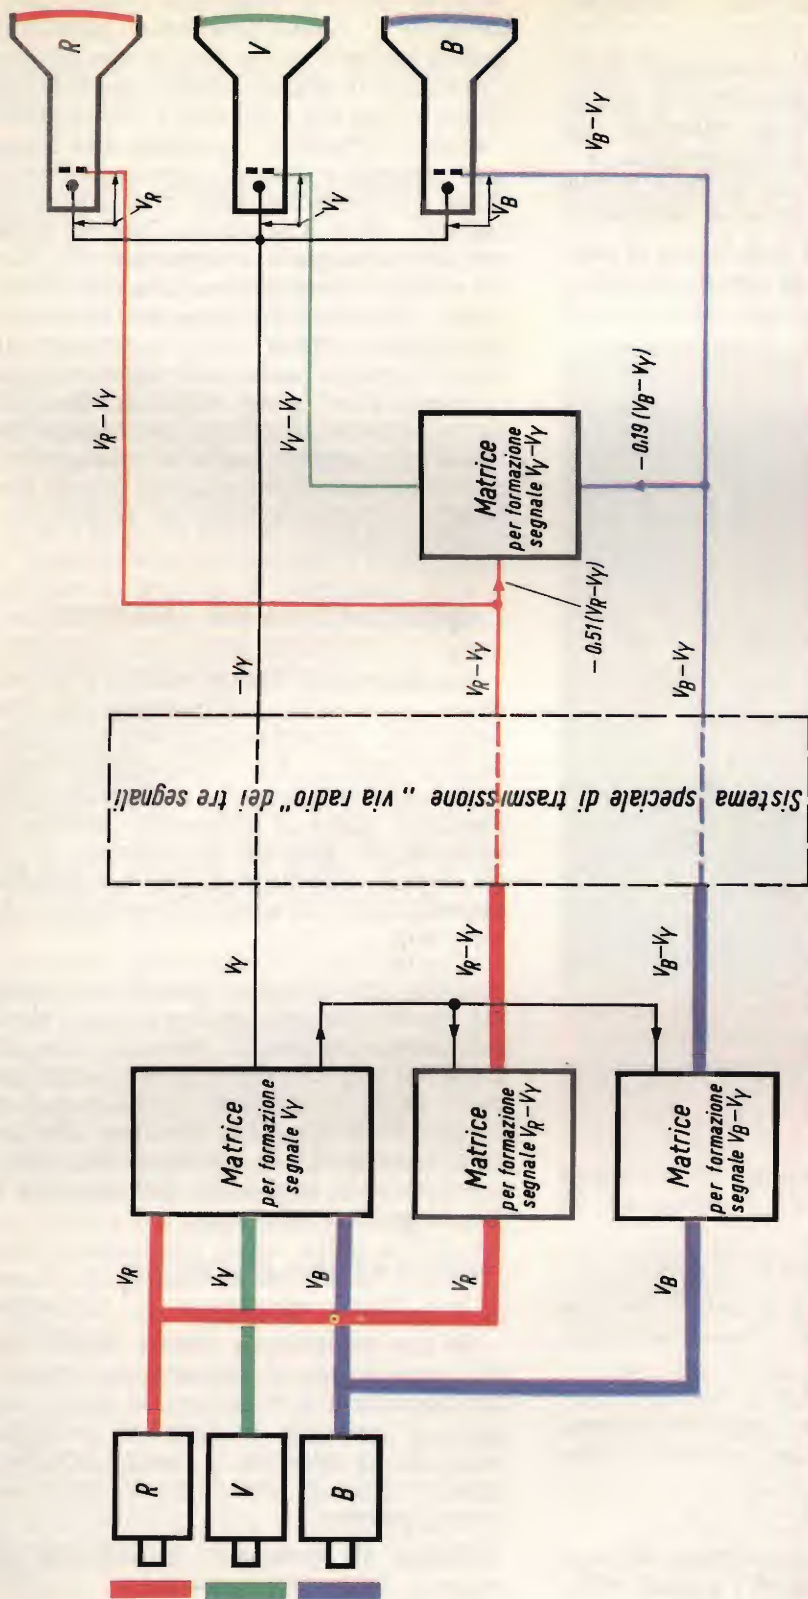 R
V
B
V_R
V_V
V_B
V_R
V_B
Matrice
per formazione
segnale V_Y
Matrice
per formazione
segnale V_R–V_Y
Matrice
per formazione
segnale V_B–V_Y
V_Y
V_R–V_Y
V_B–V_Y
Sistema speciale di trasmissione „via radio" dei tre segnali
–V_Y
V_R–V_Y
V_B–V_Y
–0,51(V_R–V_Y)
–0,19(V_B–V_Y)
Matrice
per formazione
segnale V_V–V_Y
V_R–V_Y
V_V–V_Y
V_B–V_Y
V_R
V_V
V_B
R
V
B